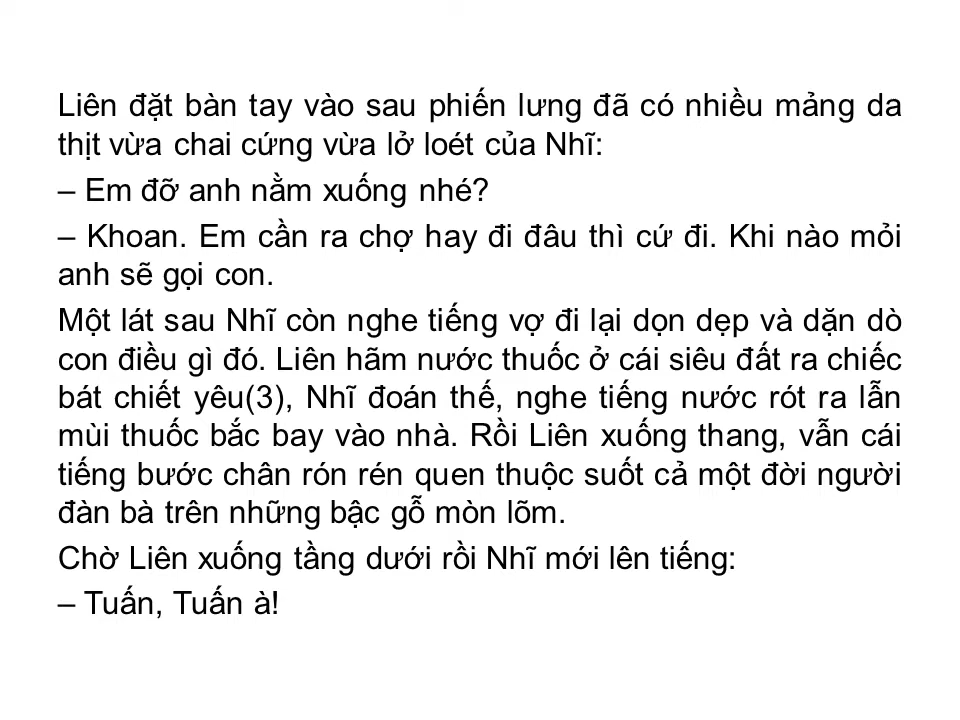 Liên đặt bàn tay vào sau phiến lưng đã có nhiều mảng da
thịt vừa chai cứng vừa lở loét của Nhĩ:
– Em đỡ anh nằm xuống nhé?
– Khoan. Em cần ra chợ hay đi đâu thì cứ đi. Khi nào mỏi
anh sẽ gọi con.
Một lát sau Nhĩ còn nghe tiếng vợ đi lại dọn dẹp và dặn dò
con điều gì đó. Liên hãm nước thuốc ở cái siêu đất ra chiếc
bát chiết yêu(3), Nhĩ đoán thế, nghe tiếng nước rót ra lẫn
mùi thuốc bắc bay vào nhà. Rồi Liên xuống thang, vẫn cái
tiếng bước chân rón rén quen thuộc suốt cả một đời người
đàn bà trên những bậc gỗ mòn lõm.
Chờ Liên xuống tầng dưới rồi Nhĩ mới lên tiếng:
– Tuấn, Tuấn à!